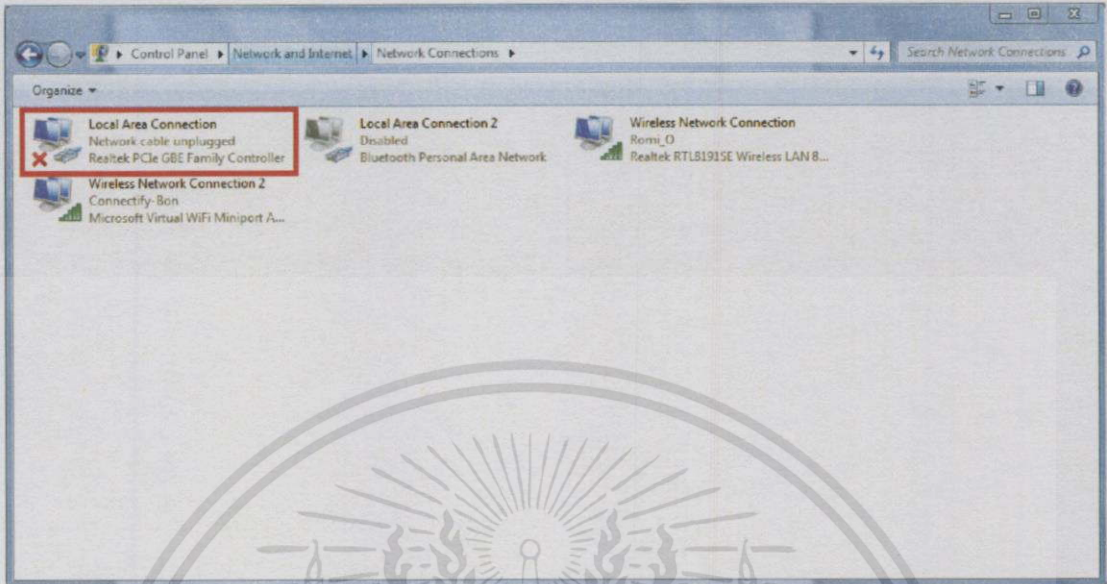 Control Panel Network and Internet Network Connections
Search Network Connections
Organize
Local Area Connection
Network cable unplugged
Realtek PCIe GBE Family Controller
Local Area Connection 2
Disabled
Bluetooth Personal Area Network
Wireless Network Connection
Romi_O
Realtek RTL8191SE Wireless LAN 8...
Wireless Network Connection 2
Connectify-Bon
Microsoft Virtual WiFi Miniport A...